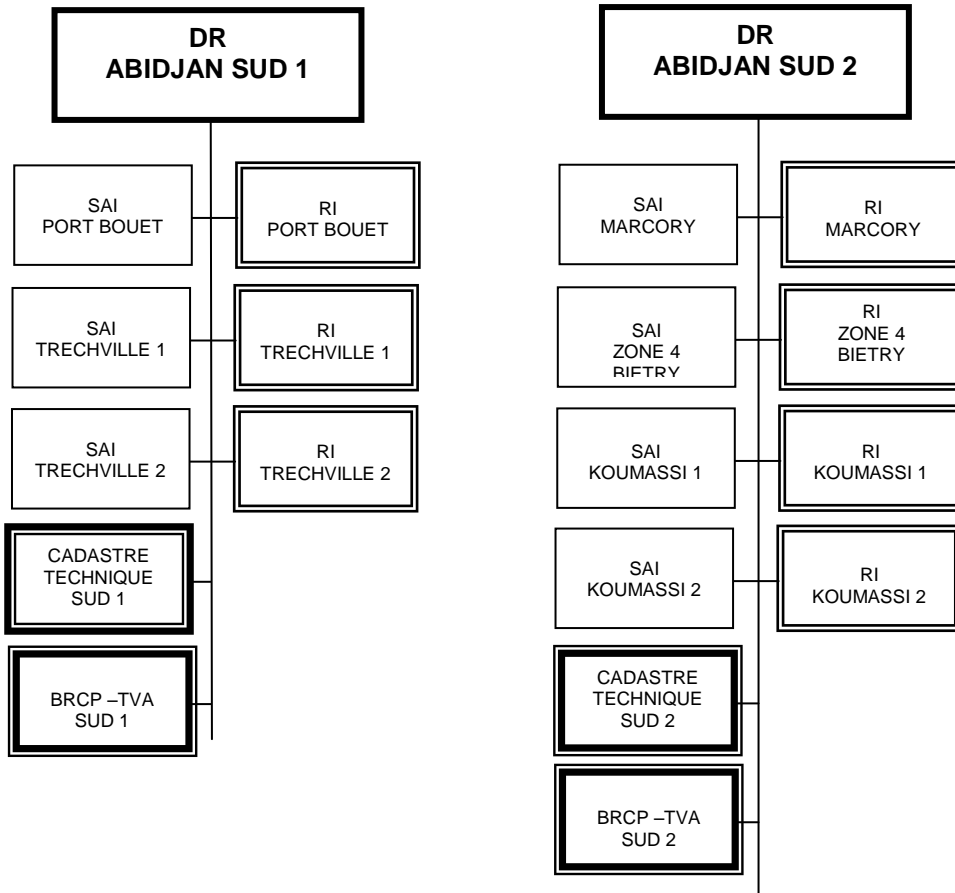 DR
ABIDJAN SUD 1
SAI
PORT BOUET
RI
PORT BOUET
SAI
TRECHVILLE 1
RI
TRECHVILLE 1
SAI
TRECHVILLE 2
RI
TRECHVILLE 2
CADASTRE
TECHNIQUE
SUD 1
BRCP –TVA
SUD 1
DR
ABIDJAN SUD 2
SAI
MARCORY
RI
MARCORY
SAI
ZONE 4
BIETRY
RI
ZONE 4
BIETRY
SAI
KOUMASSI 1
RI
KOUMASSI 1
SAI
KOUMASSI 2
RI
KOUMASSI 2
CADASTRE
TECHNIQUE
SUD 2
BRCP –TVA
SUD 2